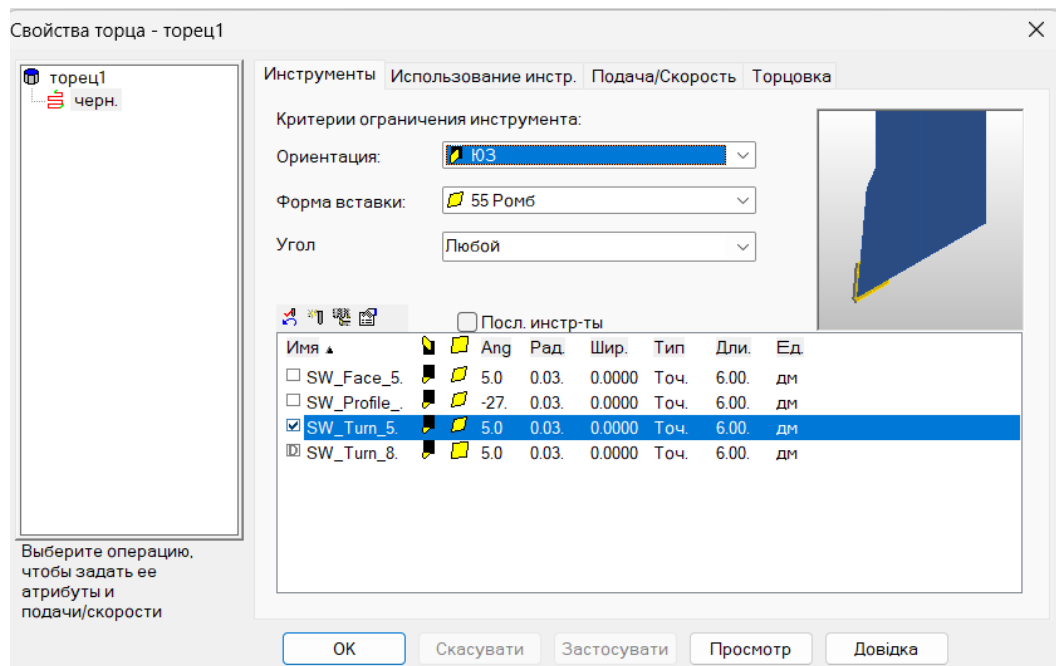 Свойства торца - торец1
торец1
черн.
Выберите операцию,
чтобы задать ее
атрибуты и
подачи/скорости
Инструменты Использование инстр. Подача/Скорость Торцовка
Критерии ограничения инструмента:
Ориентация: ЮЗ
Форма вставки: 55 Ромб
Угол Любой
Посл. инстр-ты
Имя Ang Рад. Шир. Тип Дли. Ед.
SW_Face_5. 5.0 0.03. 0.0000 Точ. 6.00. дм
SW_Profile_. -27. 0.03. 0.0000 Точ. 6.00. дм
SW_Turn_5. 5.0 0.03. 0.0000 Точ. 6.00. дм
D SW_Turn_8. 5.0 0.03. 0.0000 Точ. 6.00. дм
OK Скасувати Застосувати Просмотр Довідка